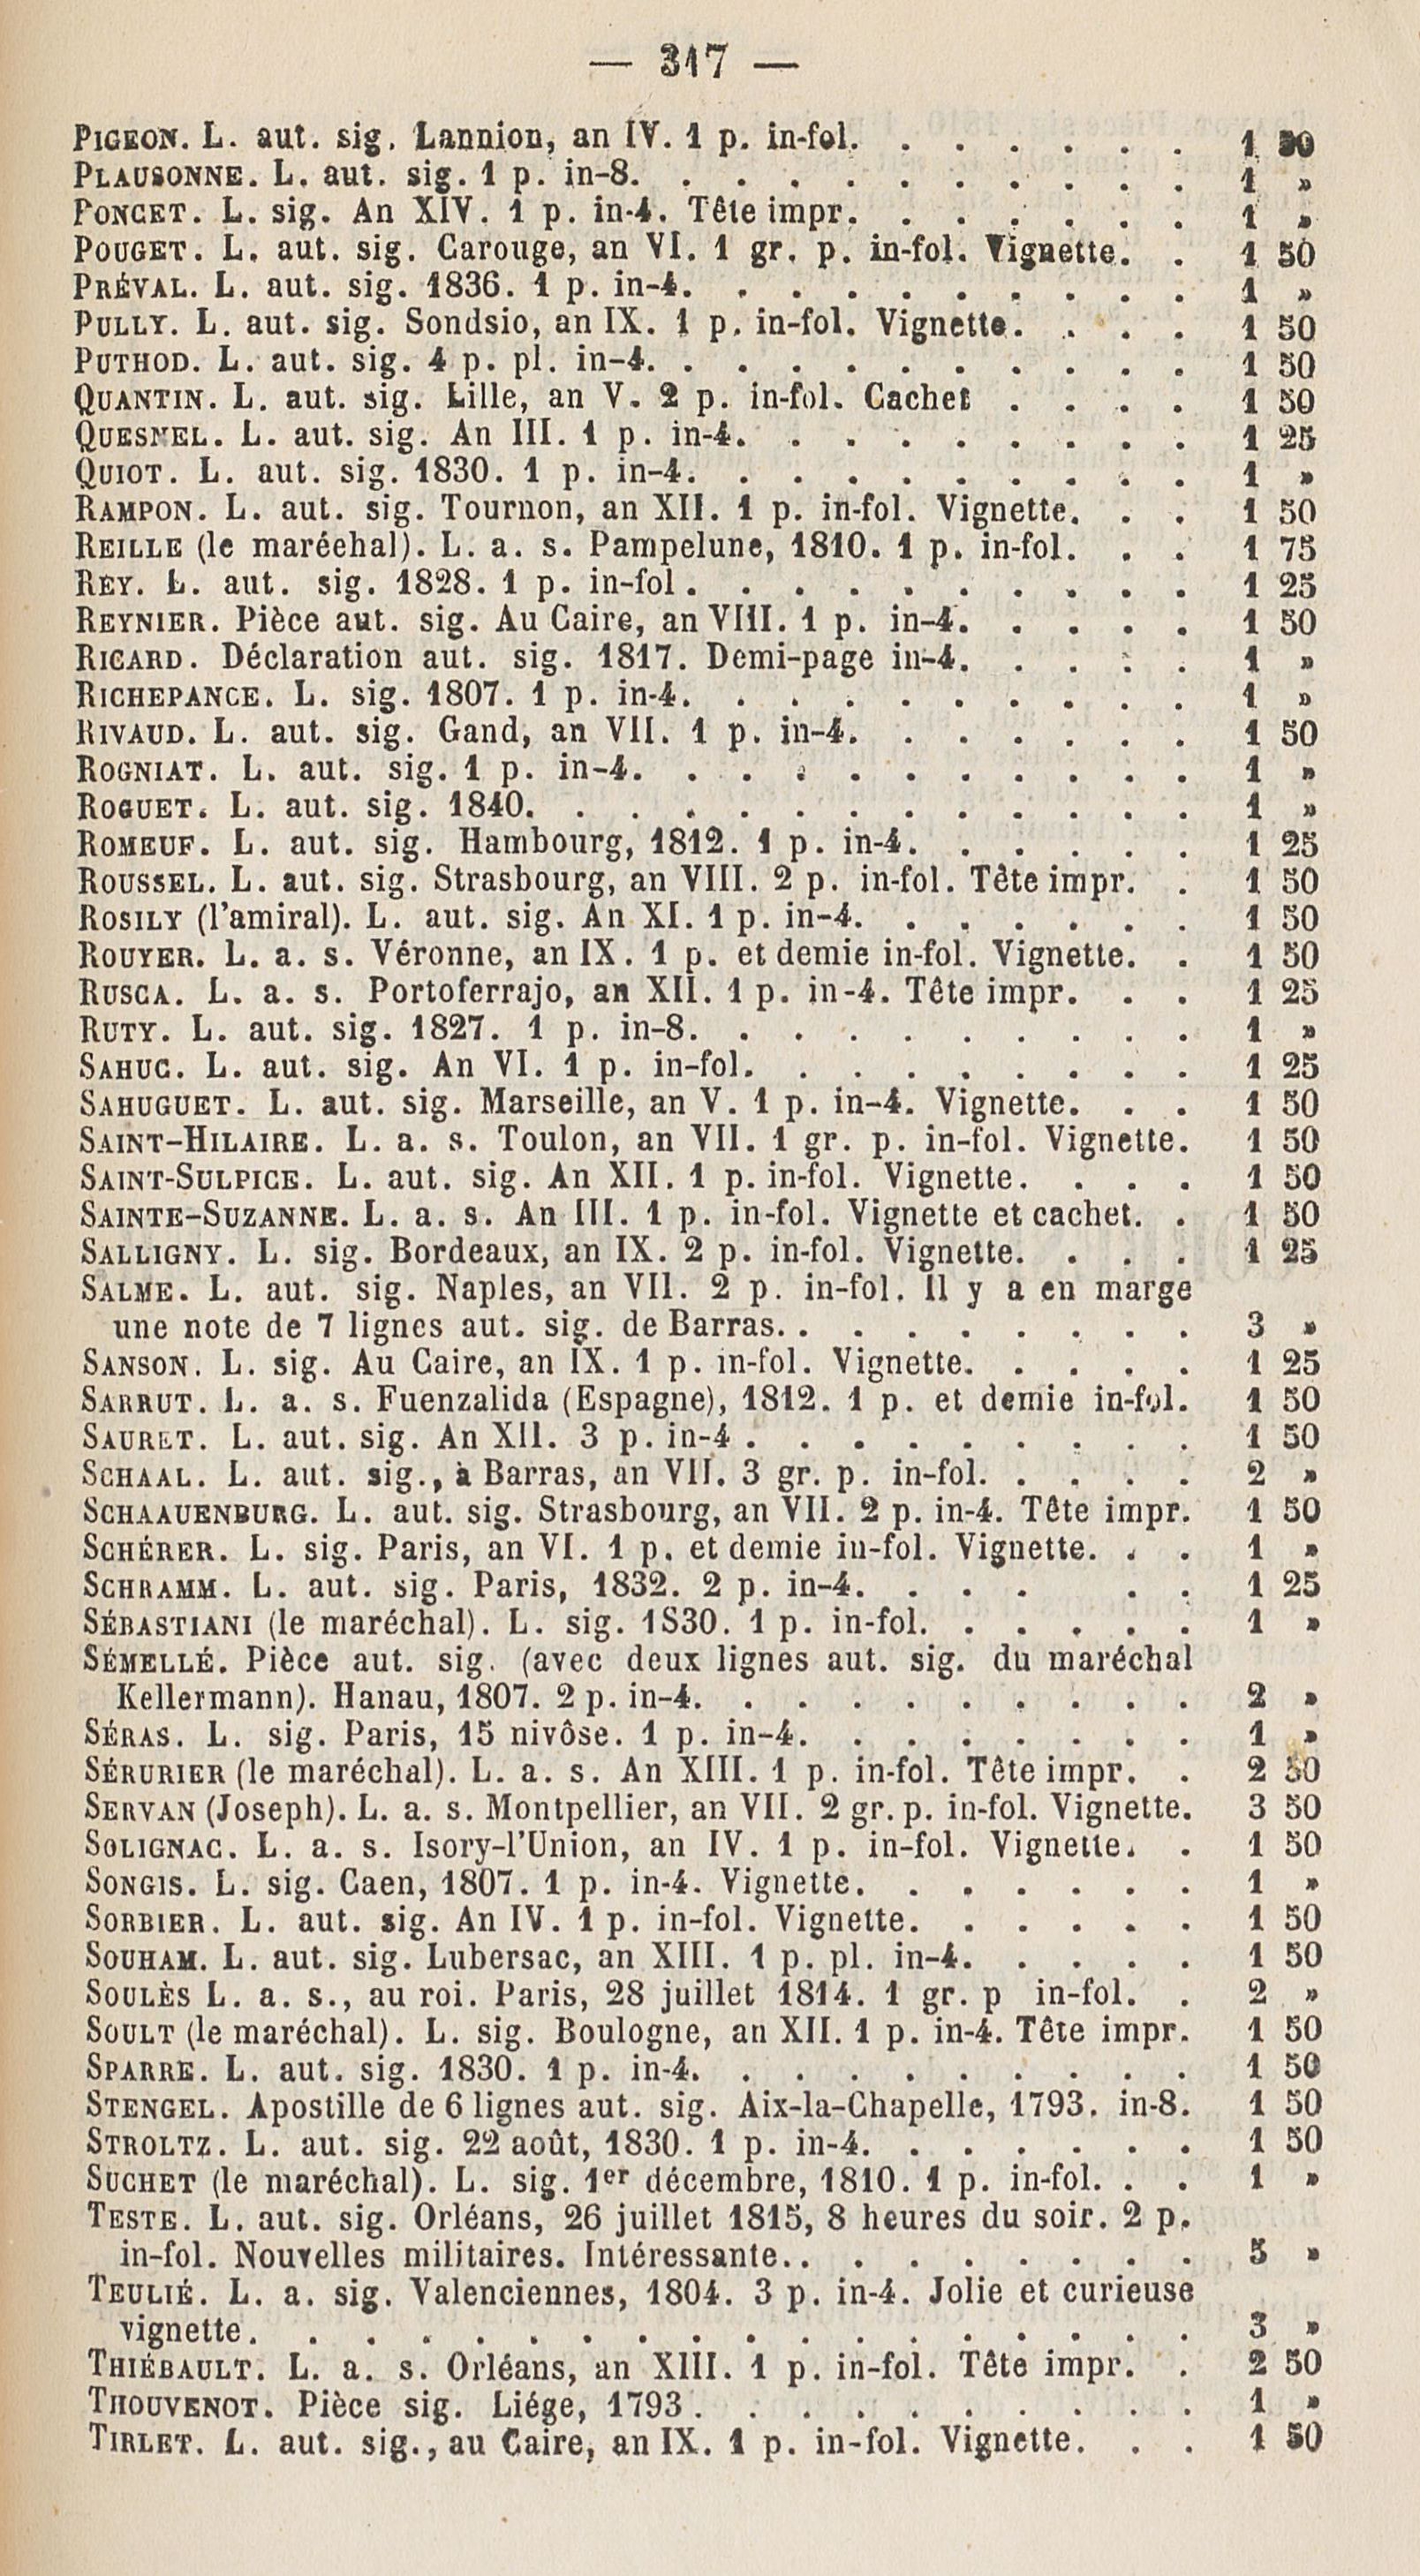 — 317 —
PIGEON. L. aut. sig. Lannion, an IV. 1 p. in-fol. . . . . . . 1 50
PLAUSONNE. L. aut. sig. 1 p. in-8. . . . . . . . . . . 1 »
PONCET. L. sig. An XIV. 1 p. in-4. Tête impr. . . . . . . 1 »
POUGET. L. aut. sig. Carouge, an VI. 1 gr. p. in-fol. Vignette. . 1 50
PRÉVAL. L. aut. sig. 1836. 1 p. in-4. . . . . . . . . . 1 »
PULLY. L. aut. sig. Sondsio, an IX. 1 p. in-fol. Vignette. . . . 1 50
PUTHOD. L. aut. sig. 4 p. pl. in-4. . . . . . . . . . . 1 50
QUANTIN. L. aut. sig. Lille, an V. 2 p. in-fol. Cachet . . . . 1 50
QUESNEL. L. aut. sig. An III. 1 p. in-4. . . . . . . . . 1 25
QUIOT. L. aut. sig. 1830. 1 p. in-4. . . . . . . . . . 1 »
RAMPON. L. aut. sig. Tournon, an XII. 1 p. in-fol. Vignette. . . 1 50
REILLE (le maréehal). L. a. s. Pampelune, 1810. 1 p. in-fol. . . 1 75
REY. L. aut. sig. 1828. 1 p. in-fol . . . . . . . . . . 1 25
REYNIER. Pièce aut. sig. Au Caire, an VIII. 1 p. in-4. . . . . 1 50
RICARD. Déclaration aut. sig. 1817. Demi-page in-4. . . . . 1 »
RICHEPANCE. L. sig. 1807. 1 p. in-4. . . . . . . . . . 1 »
RIVAUD. L. aut. sig. Gand, an VII. 1 p. in-4. . . . . . . 1 50
ROGNIAT. L. aut. sig. 1 p. in-4. . . . . . . . . . . 1 »
ROGUET. L. aut. sig. 1840. . . . . . . . . . . . . 1 »
ROMEUF. L. aut. sig. Hambourg, 1812. 1 p. in-4. . . . . . 1 25
ROUSSEL. L. aut. sig. Strasbourg, an VIII. 2 p. in-fol. Tête impr. . 1 50
ROSILY (l'amiral). L. aut. sig. An XI. 1 p. in-4. . . . . . . 1 50
ROUYER. L. a. s. Véronne, an IX. 1 p. et demie in-fol. Vignette. . 1 50
RUSCA. L. a. s. Portoferrajo, an XII. 1 p. in-4. Tête impr. . . 1 25
RUTY. L. aut. sig. 1827. 1 p. in-8. . . . . . . . . . 1 »
SAHUC. L. aut. sig. An VI. 1 p. in-fol. . . . . . . . . 1 25
SAHUGUET. L. aut. sig. Marseille, an V. 1 p. in-4. Vignette. . . 1 50
SAINT-HILAIRE. L. a. s. Toulon, an VII. 1 gr. p. in-fol. Vignette. 1 50
SAINT-SULPICE. L. aut. sig. An XII. 1 p. in-fol. Vignette. . . . 1 50
SAINTE-SUZANNE. L. a. s. An III. 1 p. in-fol. Vignette et cachet. . 1 50
SALLIGNY. L. sig. Bordeaux, an IX. 2 p. in-fol. Vignette. . . . 1 25
SALME. L. aut. sig. Naples, an VII. 2 p. in-fol. Il y a en marge
une note de 7 lignes aut. sig. de Barras. . . . . . . . . 3 »
SANSON. L. sig. Au Caire, an IX. 1 p. in-fol. Vignette. . . . . 1 25
SARRUT. L. a. s. Fuenzalida (Espagne), 1812. 1 p. et demie in-fol. 1 50
SAURET. L. aut. sig. An XII. 3 p. in-4 . . . . . . . . . 1 50
SCHAAL. L. aut. sig., à Barras, an VII. 3 gr. p. in-fol. . . . . 2 »
SCHAAUENBURG. L. aut. sig. Strasbourg, an VII. 2 p. in-4. Tête impr. 1 50
SCHÉRER. L. sig. Paris, an VI. 1 p. et demie in-fol. Vignette. . . 1 »
SCHRAMM. L. aut. sig. Paris, 1832. 2 p. in-4. . . . . . 1 25
SÉBASTIANI (le maréchal). L. sig. 1830. 1 p. in-fol. . . . . . 1 »
SÉMELLÉ. Pièce aut. sig. (avec deux lignes aut. sig. du maréchal
Kellermann). Hanau, 1807. 2 p. in-4. . . . . . . . . . 2 »
SÉRAS. L. sig. Paris, 15 nivôse. 1 p. in-4. . . . . . . . 1 »
SÉRURIER (le maréchal). L. a. s. An XIII. 1 p. in-fol. Tête impr. . 2 50
SERVAN (Joseph). L. a. s. Montpellier, an VII. 2 gr. p. in-fol. Vignette. 3 50
SOLIGNAC. L. a. s. Isory-l'Union, an IV. 1 p. in-fol. Vignette. . 1 50
SONGIS. L. sig. Caen, 1807. 1 p. in-4. Vignette. . . . . . . 1 »
SORBIER. L. aut. sig. An IV. 1 p. in-fol. Vignette. . . . . . 1 50
SOUHAM. L. aut. sig. Lubersac, an XIII. 1 p. pl. in-4. . . . . 1 50
SOULÈS L. a. s., au roi. Paris, 28 juillet 1814. 1 gr. p in-fol. . 2 »
SOULT (le maréchal). L. sig. Boulogne, an XII. 1 p. in-4. Tête impr. 1 50
SPARRE. L. aut. sig. 1830. 1 p. in-4. . . . . . . . . . 1 50
STENGEL. Apostille de 6 lignes aut. sig. Aix-la-Chapelle, 1793. in-8. 1 50
STROLTZ. L. aut. sig. 22 août, 1830. 1 p. in-4. . . . . . . 1 50
SUCHET (le maréchal). L. sig. 1er décembre, 1810. 1 p. in-fol. . . 1 »
TESTE. L. aut. sig. Orléans, 26 juillet 1815, 8 heures du soir. 2 p.
in-fol. Nouvelles militaires. Intéressante. . . . . . . . . 5 »
TEULIÉ. L. a. sig. Valenciennes, 1804. 3 p. in-4. Jolie et curieuse
vignette. . . . . . . . . . . . . . . . . . 3 »
THIÉBAULT. L. a. s. Orléans, an XIII. 1 p. in-fol. Tête impr. . . 2 50
THOUVENOT. Pièce sig. Liége, 1793. . . . . . . . . . 1 »
TIRLET. L. aut. sig., au Caire, an IX. 1 p. in-fol. Vignette. . . 1 50